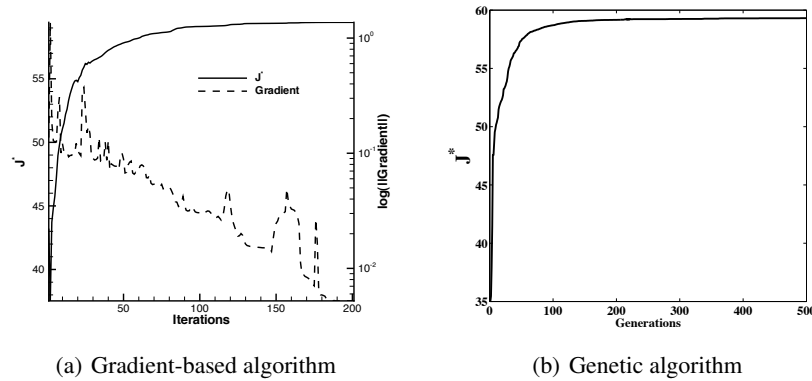 J*
55
50
45
40
J*
Gradient
10^0
10^-1
10^-2
log(||Gradient||)
50
100
150
200
Iterations
(a) Gradient-based algorithm
J*
60
55
50
45
40
35
0
100
200
300
400
500
Generations
(b) Genetic algorithm